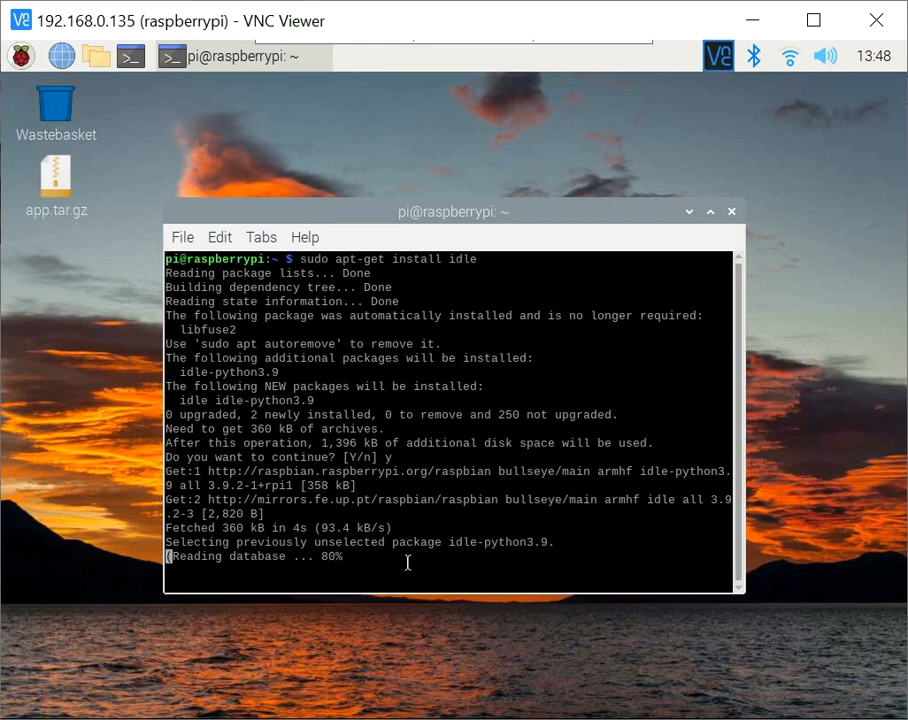 192.168.0.135 (raspberrypi) - VNC Viewer
pi@raspberrypi: ~
13:48
Wastebasket
app.tar.gz
pi@raspberrypi: ~
File Edit Tabs Help
pi@raspberrypi:~ $ sudo apt-get install idle
Reading package lists... Done
Building dependency tree... Done
Reading state information... Done
The following package was automatically installed and is no longer required:
libfuse2
Use 'sudo apt autoremove' to remove it.
The following additional packages will be installed:
idle-python3.9
The following NEW packages will be installed:
idle idle-python3.9
0 upgraded, 2 newly installed, 0 to remove and 250 not upgraded.
Need to get 360 kB of archives.
After this operation, 1,396 kB of additional disk space will be used.
Do you want to continue? [Y/n] y
Get:1 http://raspbian.raspberrypi.org/raspbian bullseye/main armhf idle-python3.
9 all 3.9.2-1+rpi1 [358 kB]
Get:2 http://mirrors.fe.up.pt/raspbian/raspbian bullseye/main armhf idle all 3.9
.2-3 [2,820 B]
Fetched 360 kB in 4s (93.4 kB/s)
Selecting previously unselected package idle-python3.9.
(Reading database ... 80%